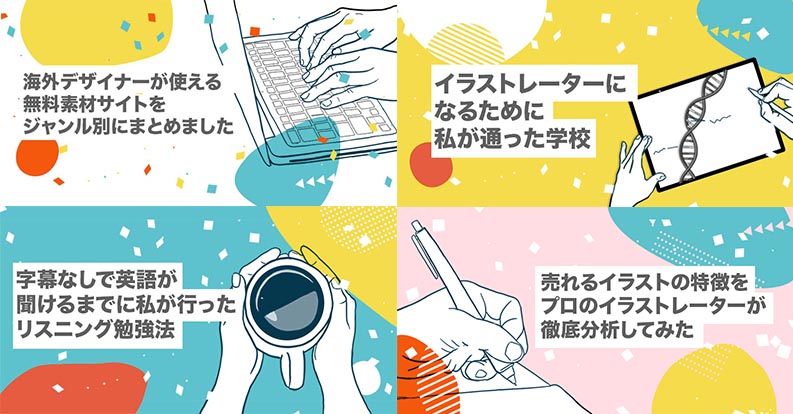 海外デザイナーが使える
無料素材サイトを
ジャンル別にまとめました
イラストレーターに
なるために
私が通った学校
字幕なしで英語が
聞けるまでに私が行った
リスニング勉強法
売れるイラストの特徴を
プロのイラストレーターが
徹底分析してみた